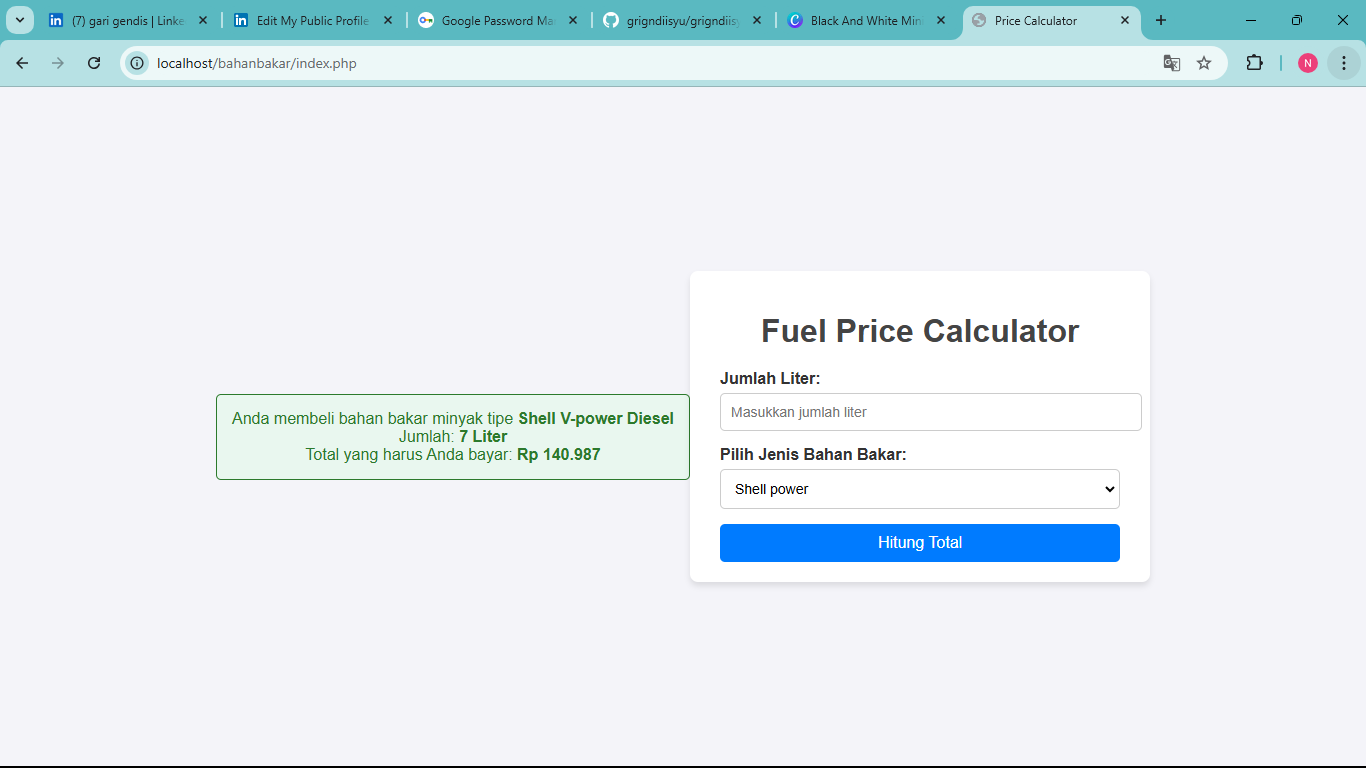 (7) gari gendis | Linke
Edit My Public Profile
Google Password Ma
grigndiisyu/grigndiisy
Black And White Mini
Price Calculator
localhost/bahanbakar/index.php
N
Anda membeli bahan bakar minyak tipe Shell V-power Diesel
Jumlah: 7 Liter
Total yang harus Anda bayar: Rp 140.987
Fuel Price Calculator
Jumlah Liter:
Masukkan jumlah liter
Pilih Jenis Bahan Bakar:
Shell power
Hitung Total